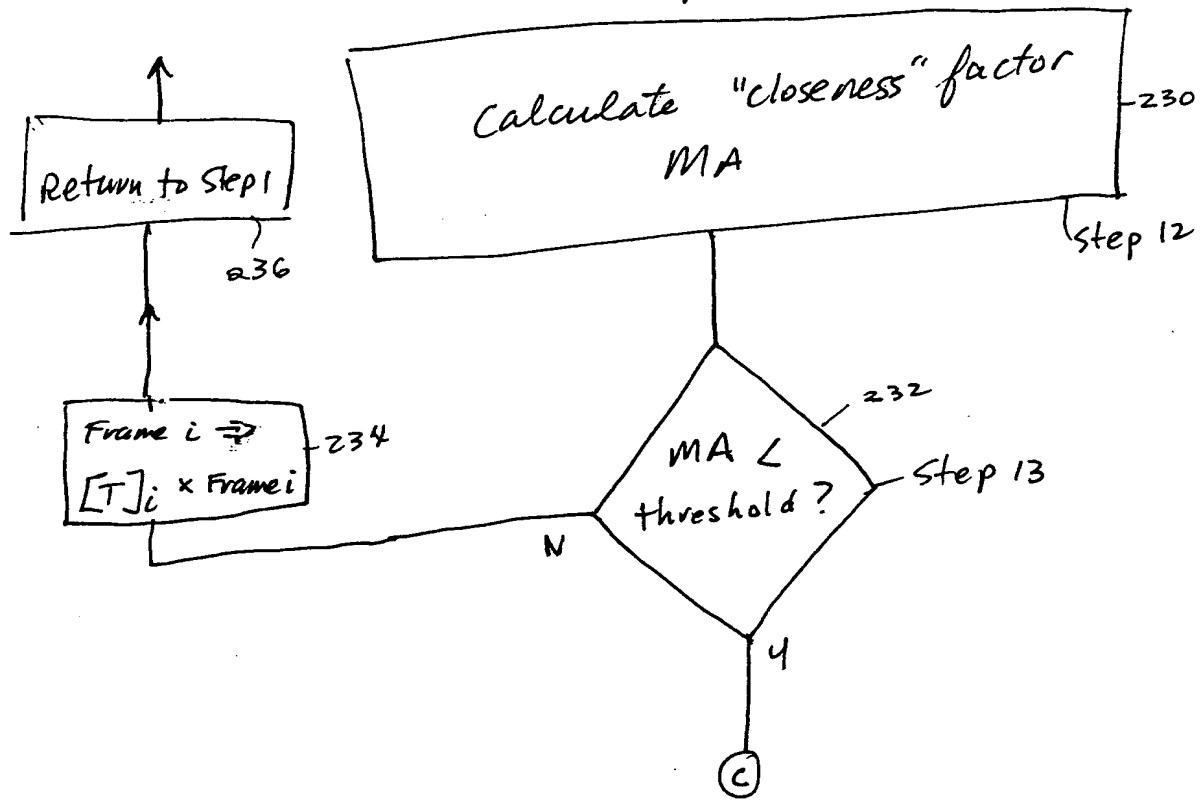 Calculate "closeness" factor
MA
230
Step 12
Return to Step 1
236
Frame i ⇒
[T]i × Frame i
234
MA <
threshold ?
232
Step 13
N
Y
C